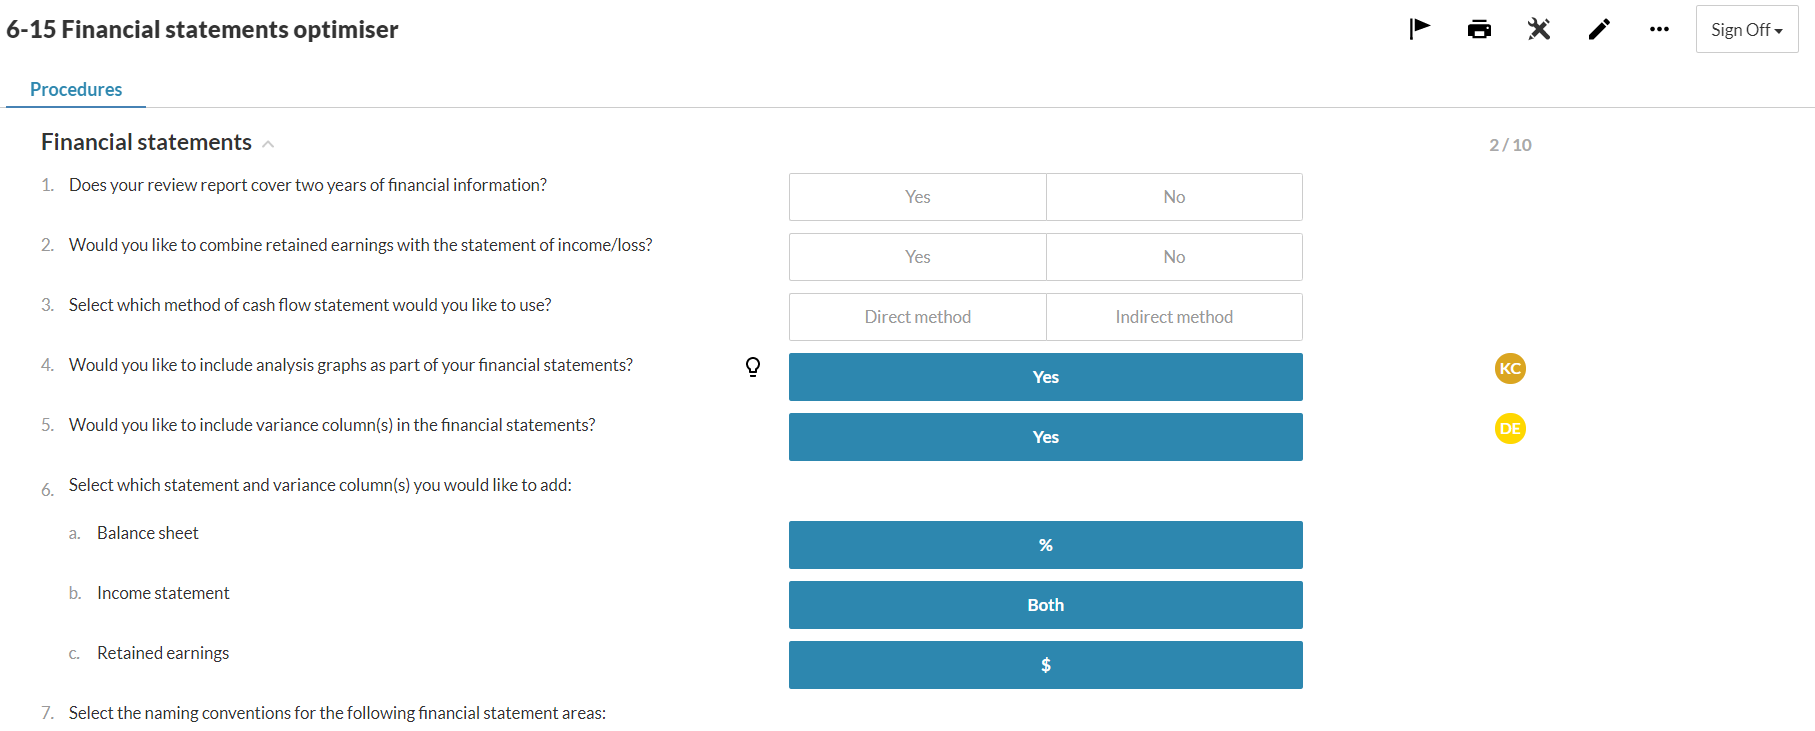 6-15 Financial statements optimiser
Sign Off
Procedures
Financial statements
2 / 10
1. Does your review report cover two years of financial information?
Yes No
2. Would you like to combine retained earnings with the statement of income/loss?
Yes No
3. Select which method of cash flow statement would you like to use?
Direct method Indirect method
4. Would you like to include analysis graphs as part of your financial statements?
Yes
KC
5. Would you like to include variance column(s) in the financial statements?
Yes
DE
6. Select which statement and variance column(s) you would like to add:
a. Balance sheet
%
b. Income statement
Both
c. Retained earnings
$
7. Select the naming conventions for the following financial statement areas: